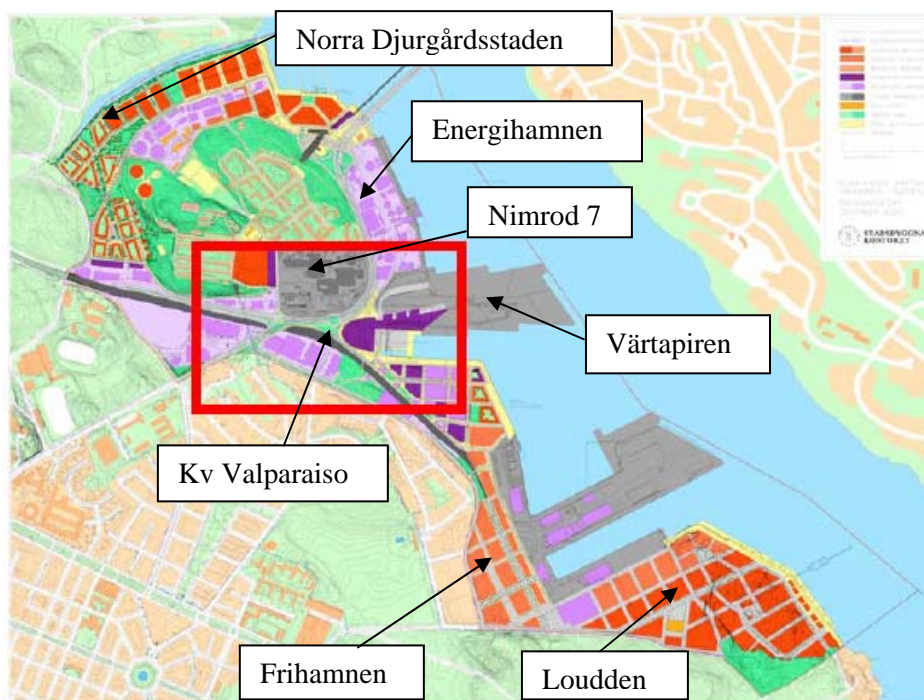 Norra Djurgårdsstaden
Energihamnen
Nimrod 7
Värtapiren
Kv Valparaiso
Frihamnen
Loudden